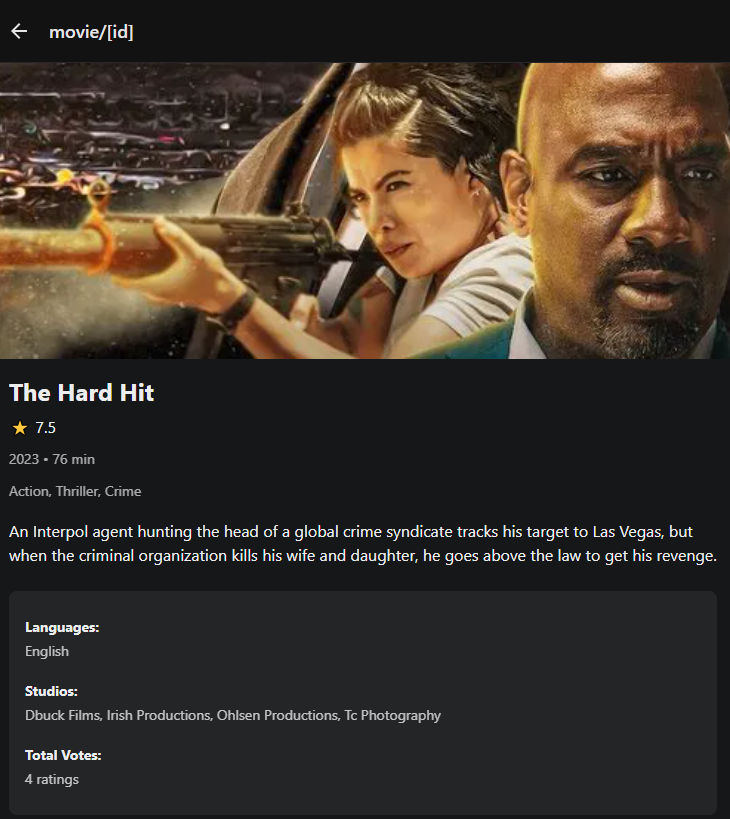 movie/[id]
The Hard Hit
7.5
2023 • 76 min
Action, Thriller, Crime
An Interpol agent hunting the head of a global crime syndicate tracks his target to Las Vegas, but
when the criminal organization kills his wife and daughter, he goes above the law to get his revenge.
Languages:
English
Studios:
Dbuck Films, Irish Productions, Ohlsen Productions, Tc Photography
Total Votes:
4 ratings